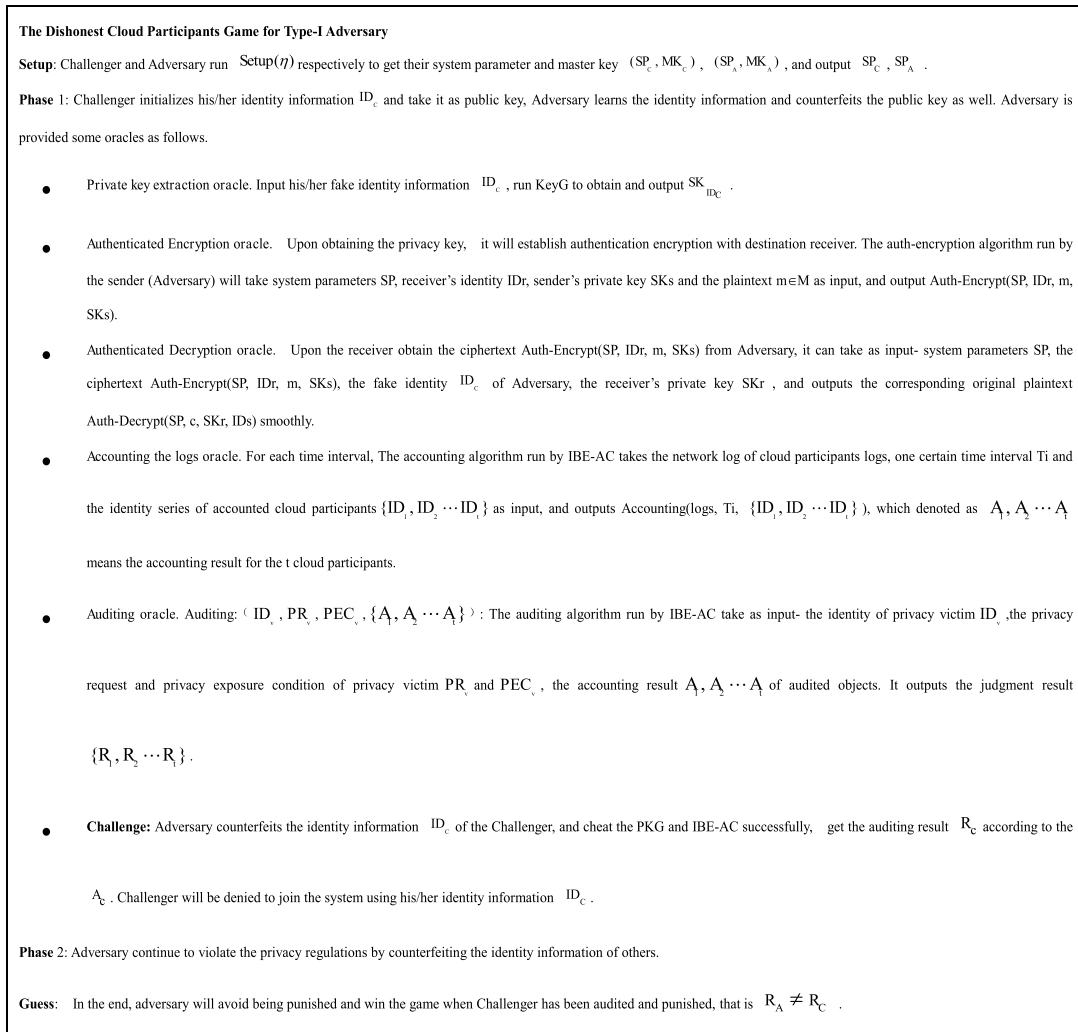 The Dishonest Cloud Participants Game for Type-I Adversary
Setup: Challenger and Adversary run Setup(η) respectively to get their system parameter and master key (SP_C, MK_C), (SP_A, MK_A), and output SP_C, SP_A.
Phase 1: Challenger initializes his/her identity information ID_C and take it as public key, Adversary learns the identity information and counterfeits the public key as well. Adversary is
provided some oracles as follows.
● Private key extraction oracle. Input his/her fake identity information ID_C, run KeyG to obtain and output SK_ID_C.
● Authenticated Encryption oracle. Upon obtaining the privacy key, it will establish authentication encryption with destination receiver. The auth-encryption algorithm run by
the sender (Adversary) will take system parameters SP, receiver's identity IDr, sender's private key SKs and the plaintext m∈M as input, and output Auth-Encrypt(SP, IDr, m,
SKs).
● Authenticated Decryption oracle. Upon the receiver obtain the ciphertext Auth-Encrypt(SP, IDr, m, SKs) from Adversary, it can take as input- system parameters SP, the
ciphertext Auth-Encrypt(SP, IDr, m, SKs), the fake identity ID_C of Adversary, the receiver's private key SKr , and outputs the corresponding original plaintext
Auth-Decrypt(SP, c, SKr, IDs) smoothly.
● Accounting the logs oracle. For each time interval, The accounting algorithm run by IBE-AC takes the network log of cloud participants logs, one certain time interval Ti and
the identity series of accounted cloud participants {ID_1, ID_2 ⋯ ID_t} as input, and outputs Accounting(logs, Ti, {ID_1, ID_2 ⋯ ID_t} ), which denoted as A_1, A_2 ⋯ A_t
means the accounting result for the t cloud participants.
● Auditing oracle. Auditing: (ID_v, PR_v, PEC_v, {A_1, A_2 ⋯ A_t}) : The auditing algorithm run by IBE-AC take as input- the identity of privacy victim ID_v ,the privacy
request and privacy exposure condition of privacy victim PR_v and PEC_v, the accounting result A_1, A_2 ⋯ A_t of audited objects. It outputs the judgment result
{R_1, R_2 ⋯ R_t}.
● Challenge: Adversary counterfeits the identity information ID_C of the Challenger, and cheat the PKG and IBE-AC successfully, get the auditing result R_C according to the
A_C. Challenger will be denied to join the system using his/her identity information ID_C.
Phase 2: Adversary continue to violate the privacy regulations by counterfeiting the identity information of others.
Guess: In the end, adversary will avoid being punished and win the game when Challenger has been audited and punished, that is R_A ≠ R_C.